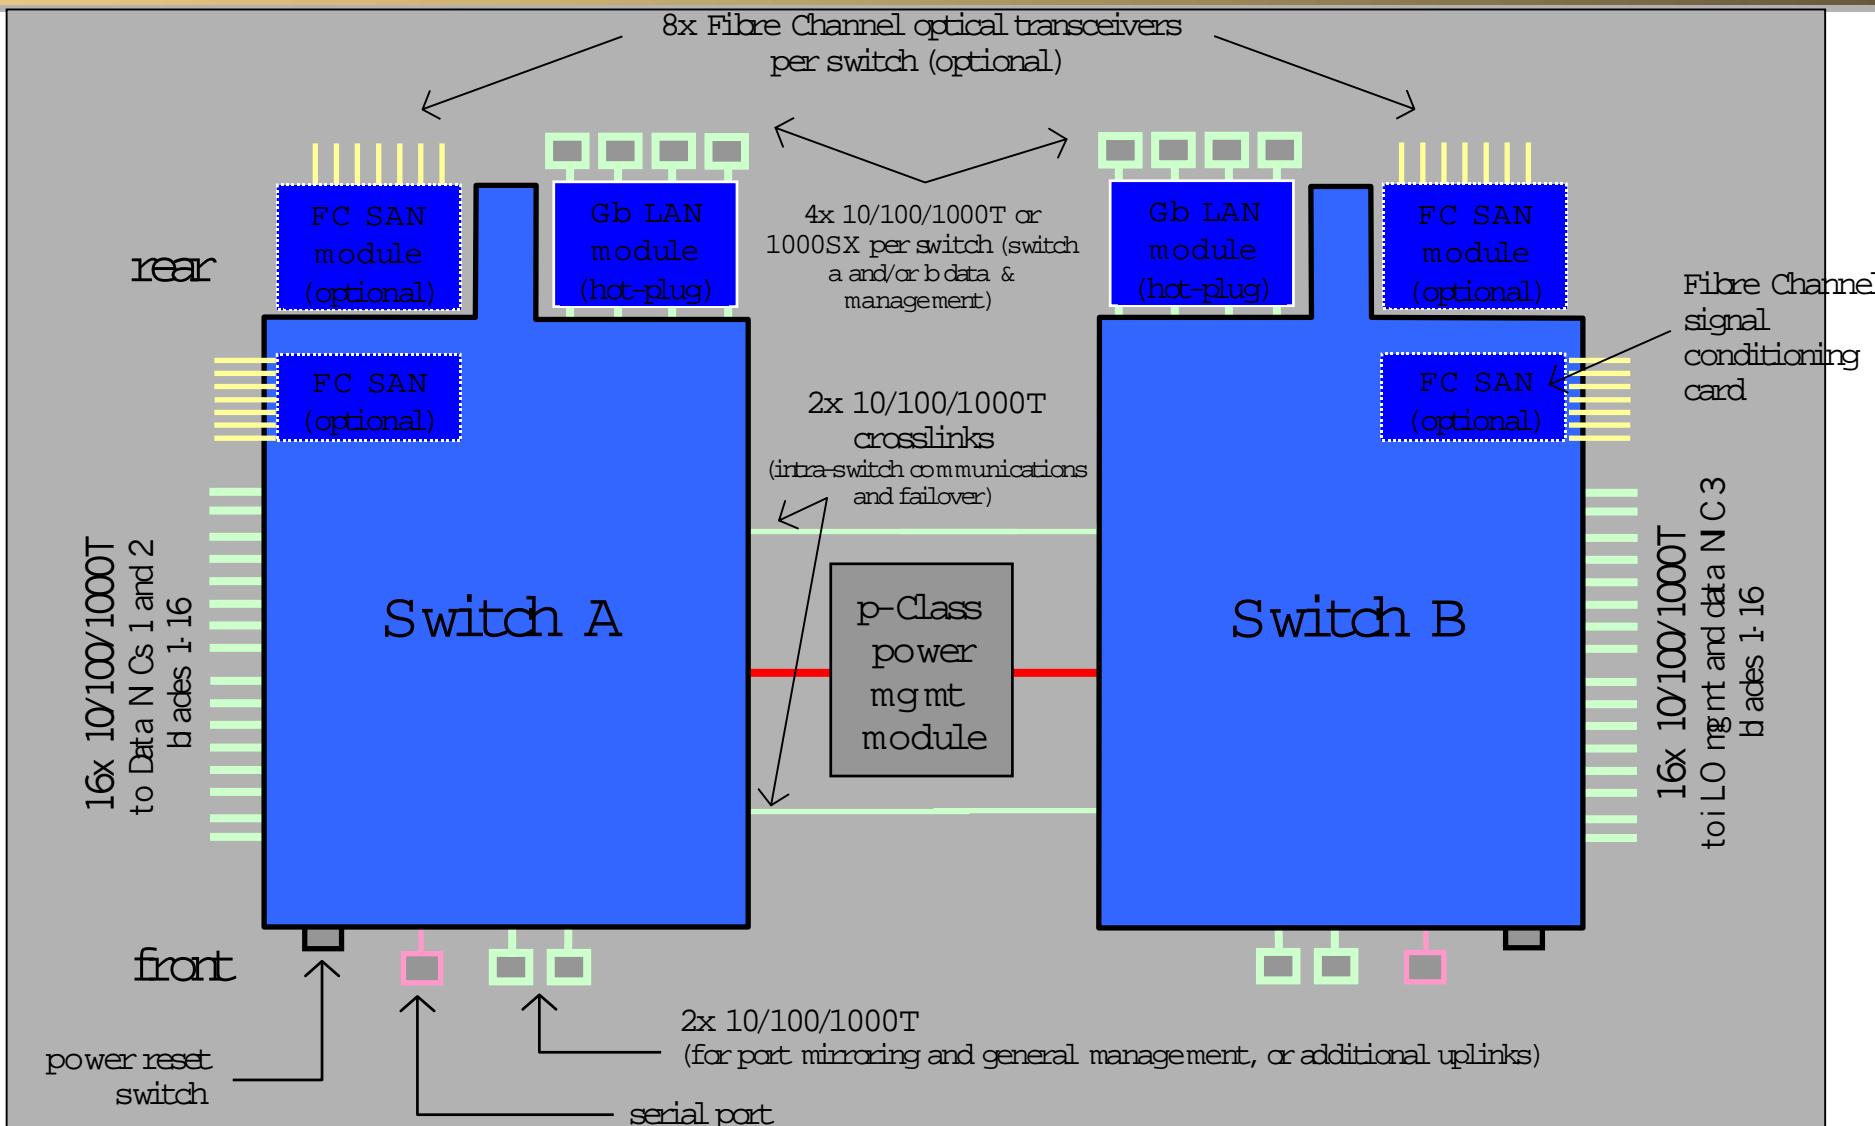 8x Fibre Channel optical transceivers
per switch (optional)
FC SAN
module
(optional)
Gb LAN
module
(hot-plug)
4x 10/100/1000T or
1000SX per switch (switch
a and/or b data &
management)
Gb LAN
module
(hot-plug)
FC SAN
module
(optional)
rear
Fibre Channel
signal
conditioning
card
FC SAN
(optional)
2x 10/100/1000T
crosslinks
(intra-switch communications
and failover)
FC SAN
(optional)
16x 10/100/1000T
to Data NICs 1 and 2
blades 1-16
Switch A
p-Class
power
mgmt
module
Switch B
16x 10/100/1000T
to iLO mgmt and data NIC 3
blades 1-16
front
2x 10/100/1000T
(for port mirroring and general management, or additional uplinks)
power reset
switch
serial port